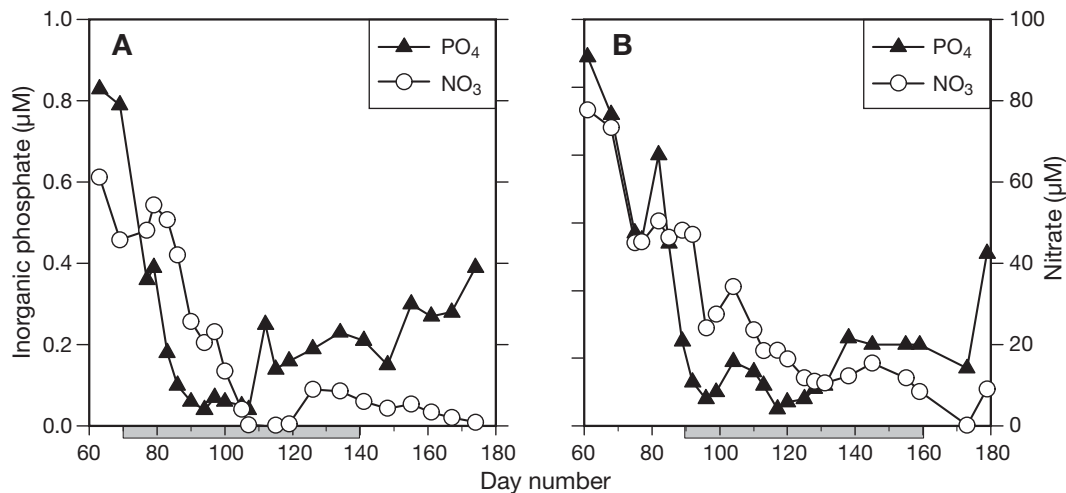 A
PO₄
NO₃
Inorganic phosphate (µM)
1.0
0.8
0.6
0.4
0.2
0.0
60 80 100 120 140 160 180
B
PO₄
NO₃
Nitrate (µM)
100
80
60
40
20
0
60 80 100 120 140 160 180
Day number